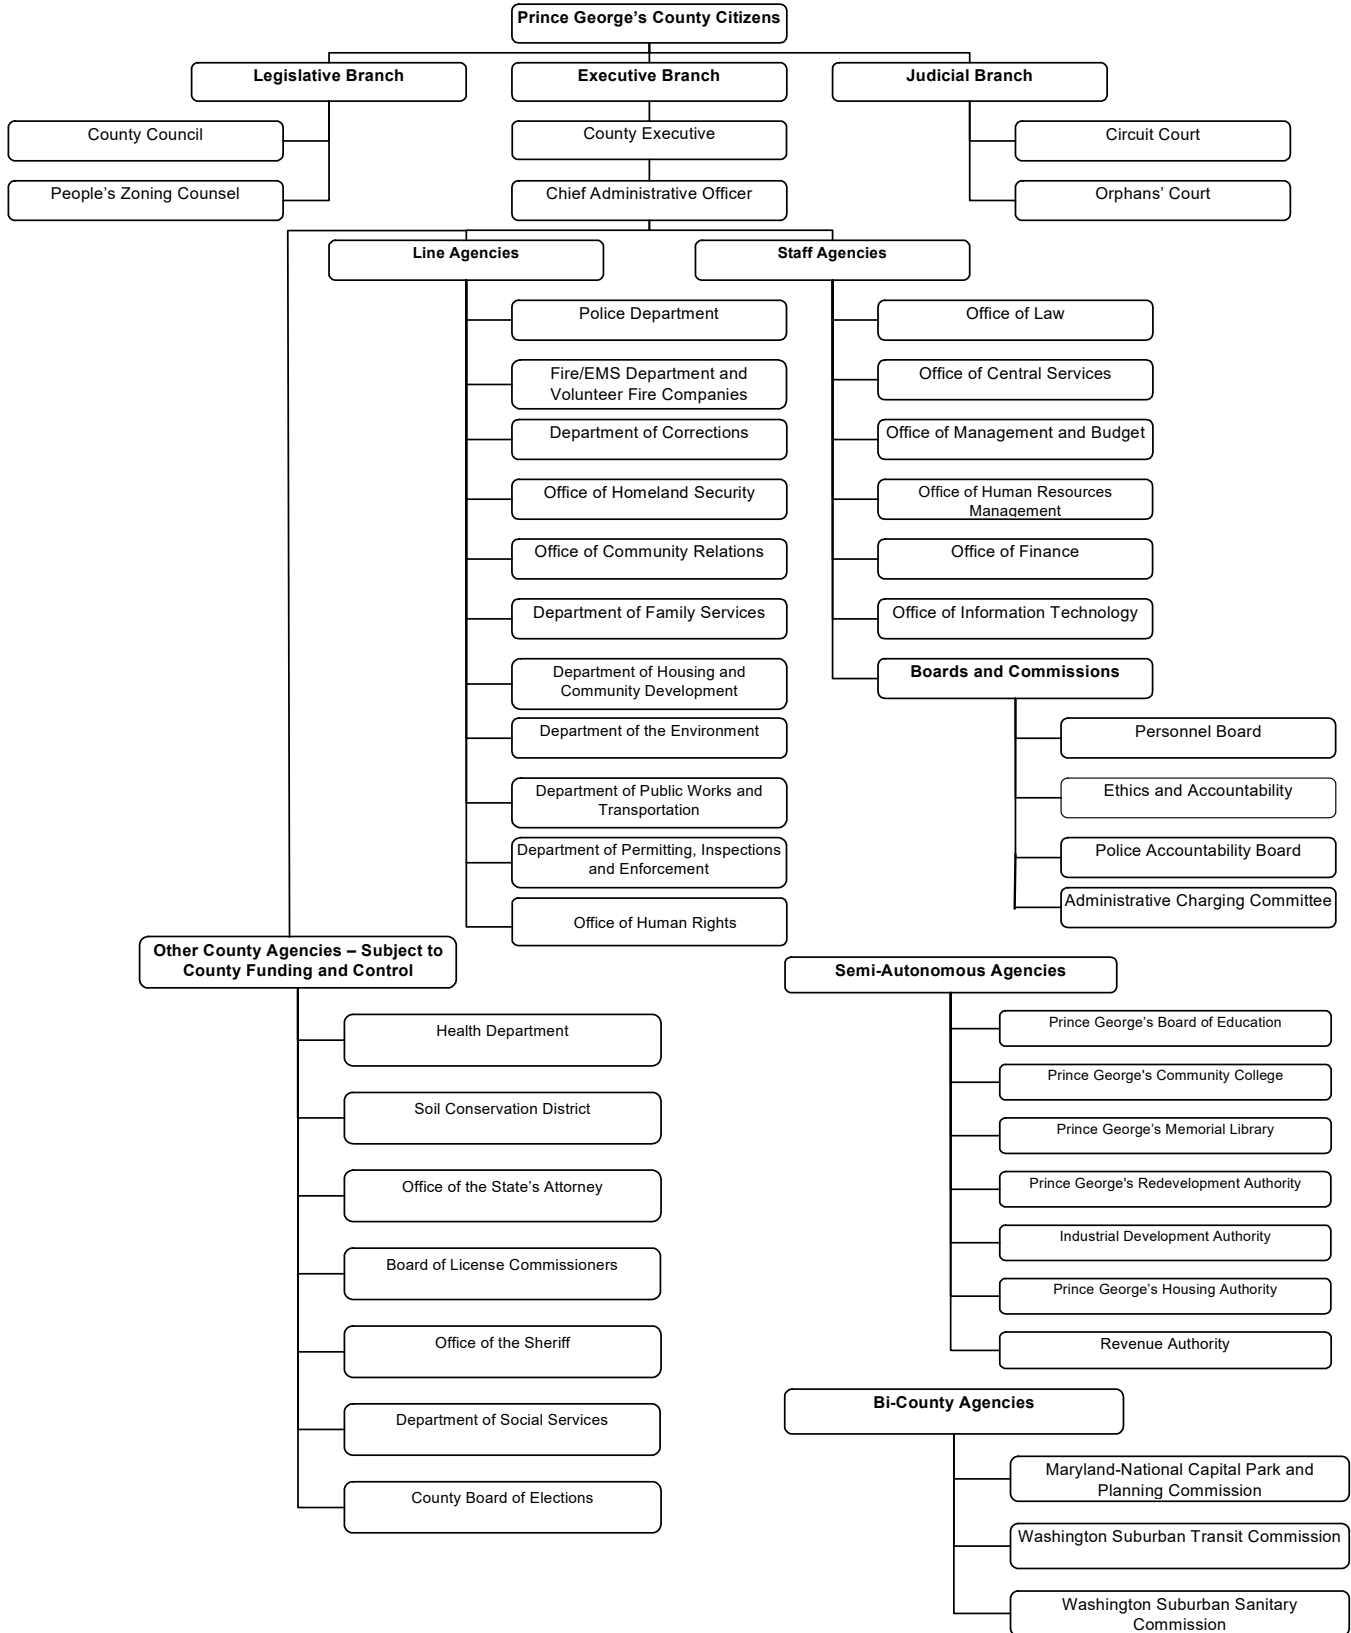 Prince George’s County Citizens
Legislative Branch
Executive Branch
Judicial Branch
County Council
County Executive
Circuit Court
People’s Zoning Counsel
Chief Administrative Officer
Orphans’ Court
Line Agencies
Staff Agencies
Police Department
Fire/EMS Department and
Volunteer Fire Companies
Department of Corrections
Office of Homeland Security
Office of Community Relations
Department of Family Services
Department of Housing and
Community Development
Department of the Environment
Department of Public Works and
Transportation
Department of Permitting, Inspections
and Enforcement
Office of Human Rights
Office of Law
Office of Central Services
Office of Management and Budget
Office of Human Resources
Management
Office of Finance
Office of Information Technology
Boards and Commissions
Personnel Board
Ethics and Accountability
Police Accountability Board
Administrative Charging Committee
Other County Agencies – Subject to
County Funding and Control
Health Department
Soil Conservation District
Office of the State’s Attorney
Board of License Commissioners
Office of the Sheriff
Department of Social Services
County Board of Elections
Semi-Autonomous Agencies
Prince George’s Board of Education
Prince George's Community College
Prince George’s Memorial Library
Prince George's Redevelopment Authority
Industrial Development Authority
Prince George’s Housing Authority
Revenue Authority
Bi-County Agencies
Maryland-National Capital Park and
Planning Commission
Washington Suburban Transit Commission
Washington Suburban Sanitary
Commission